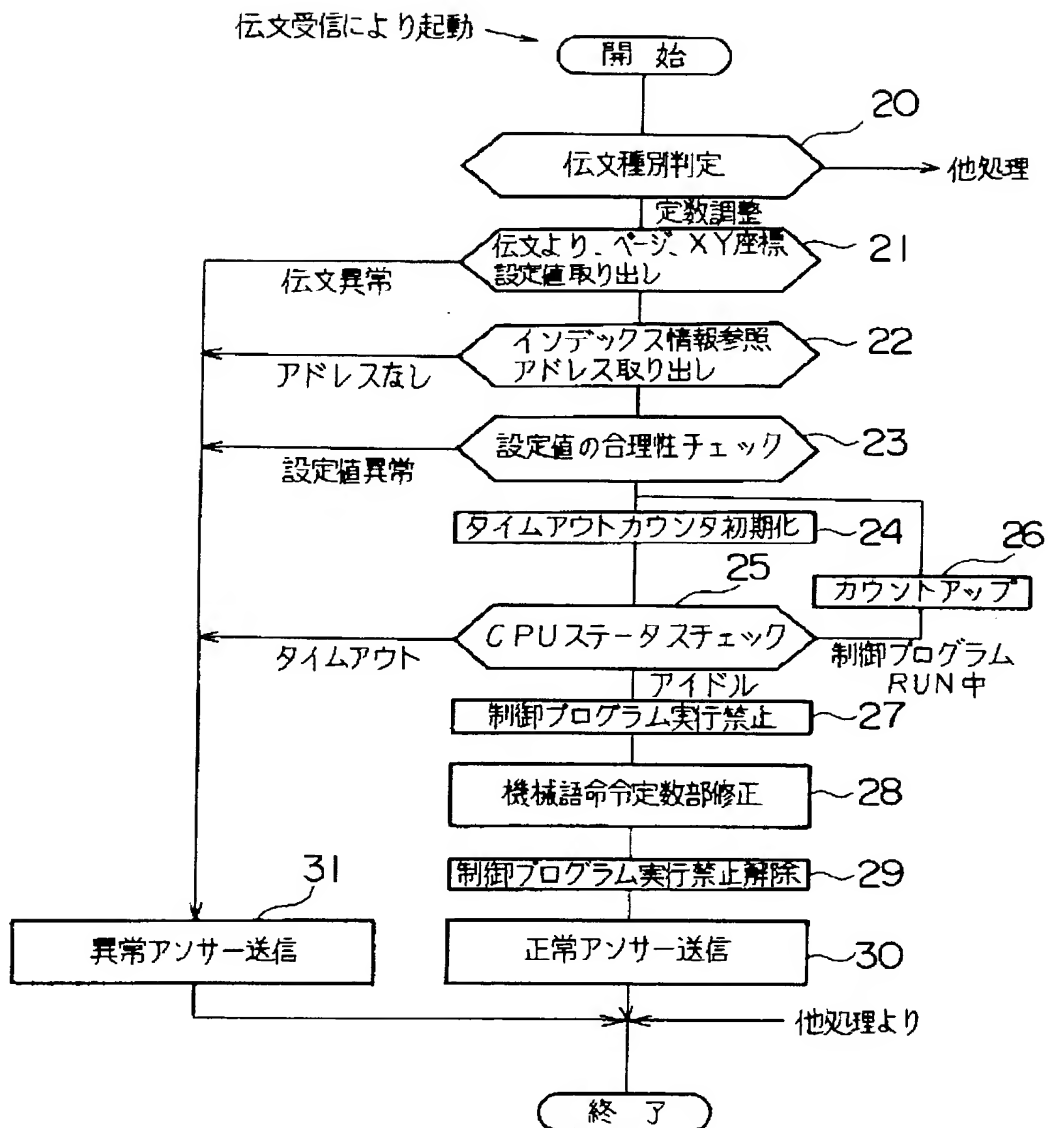 伝文受信により起動
開始
20
伝文種別判定
他処理
定数調整
伝文より、ページ、XY座標
設定値取り出し
21
伝文異常
インデックス情報参照
アドレス取り出し
22
アドレスなし
設定値の合理性チェック
23
設定値異常
タイムアウトカウンタ初期化
24
26
カウントアップ
25
CPUステータスチェック
タイムアウト
制御プログラム
RUN中
アイドル
制御プログラム実行禁止
27
機械語命令定数部修正
28
制御プログラム実行禁止解除
29
31
異常アンサー送信
正常アンサー送信
30
他処理より
終了